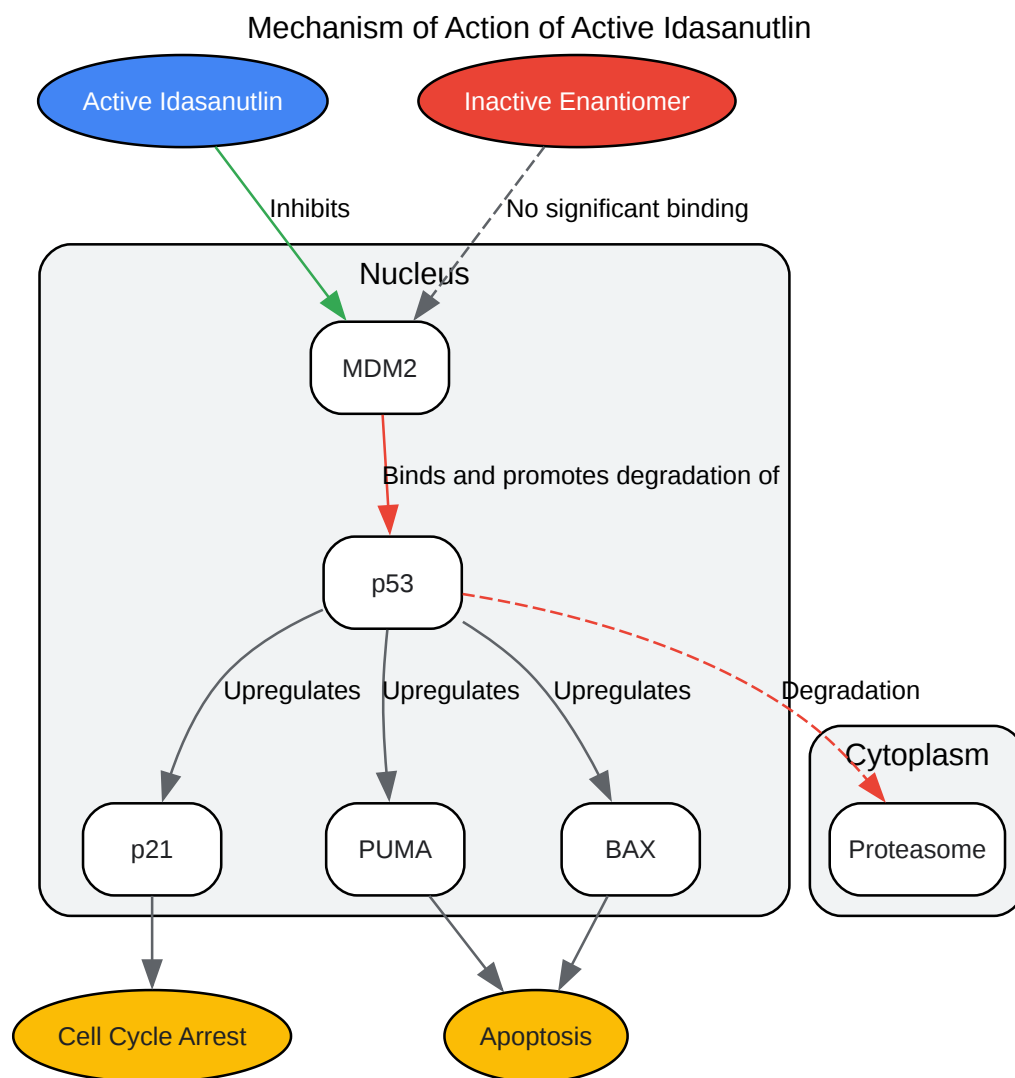 Mechanism of Action of Active Idasanutlin
Active Idasanutlin
Inactive Enantiomer
Inhibits
No significant binding
Nucleus
MDM2
Binds and promotes degradation of
p53
Upregulates
Upregulates
Upregulates
Degradation
Cytoplasm
p21
PUMA
BAX
Proteasome
Cell Cycle Arrest
Apoptosis